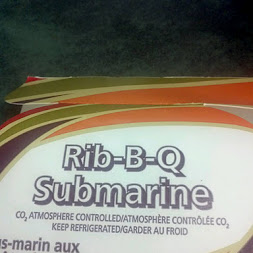 Rib-B-Q
Submarine
CO₂ ATMOSPHERE CONTROLLED/ATMOSPHÈRE CONTRÔLÉE CO₂
KEEP REFRIGERATED/GARDER AU FROID
s-marin aux